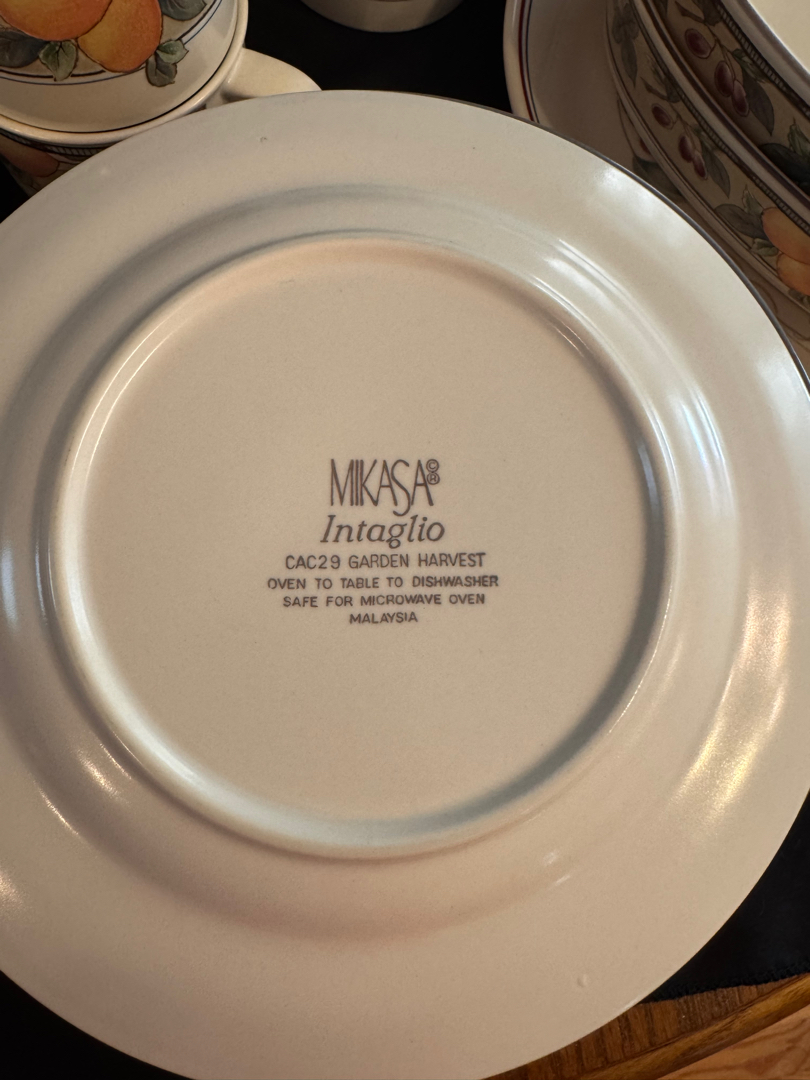 MIKASA©®
Intaglio
CAC29 GARDEN HARVEST
OVEN TO TABLE TO DISHWASHER
SAFE FOR MICROWAVE OVEN
MALAYSIA